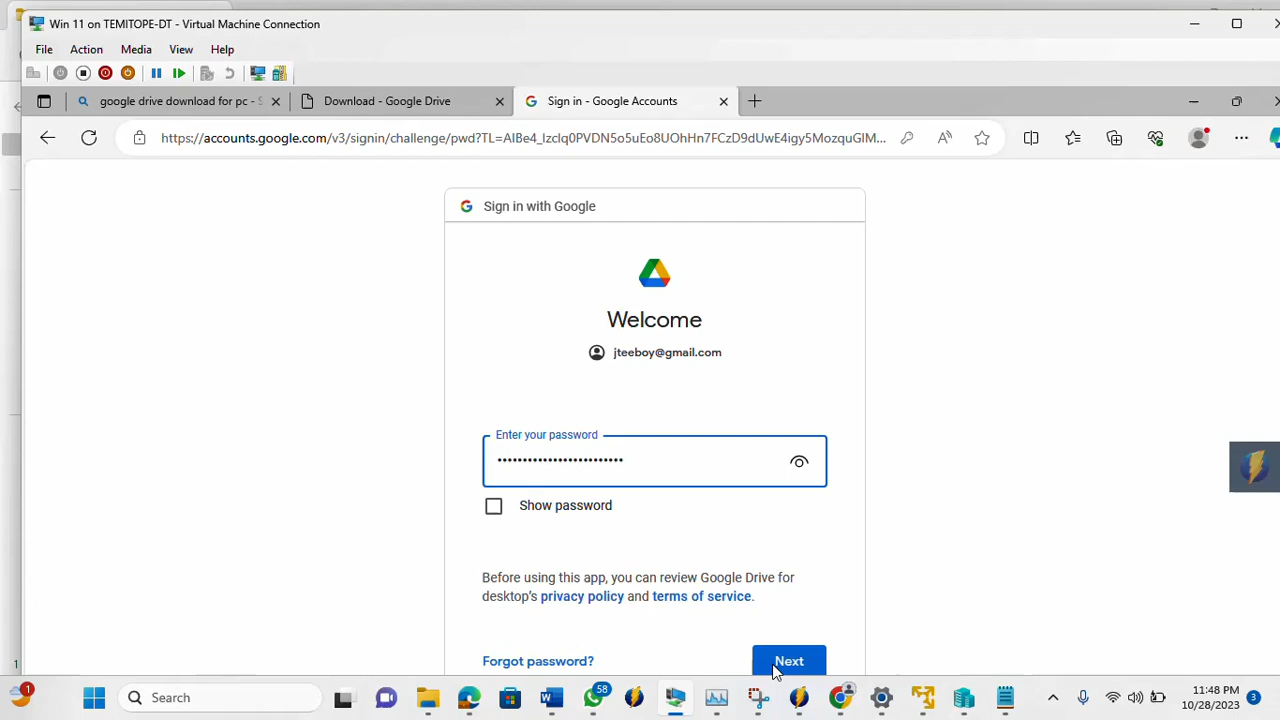 Win 11 on TEMITOPE-DT - Virtual Machine Connection
File Action Media View Help
google drive download for pc - S
Download - Google Drive
Sign in - Google Accounts
https://accounts.google.com/v3/signin/challenge/pwd?TL=AIBe4_Izclq0PVDN5o5uEo8UOhHn7FCzD9dUwE4igy5MozquGIM...
Sign in with Google
Welcome
jteeboy@gmail.com
Enter your password
•••••••••••••••••••••••••
Show password
Before using this app, you can review Google Drive for
desktop's privacy policy and terms of service.
Forgot password?
Next
1
1
Search
58
11:48 PM
10/28/2023
3